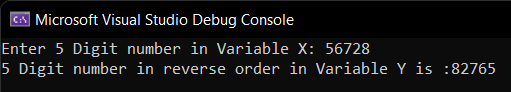 Microsoft Visual Studio Debug Console
Enter 5 Digit number in Variable X: 56728
5 Digit number in reverse order in Variable Y is :82765